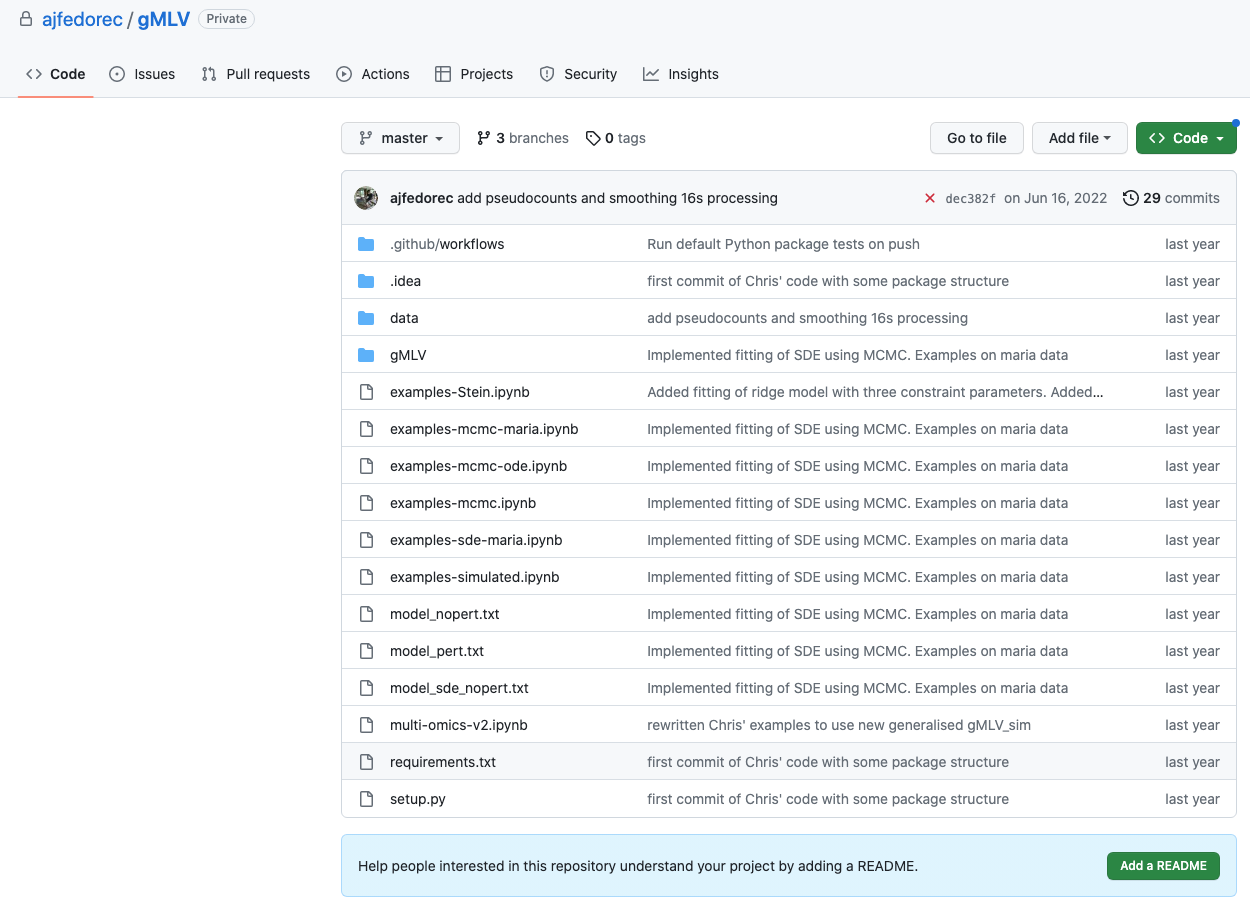 ajfedorec / gMLV Private
Code Issues Pull requests Actions Projects Security Insights
master 3 branches 0 tags Go to file Add file Code
ajfedorec add pseudocounts and smoothing 16s processing dec382f on Jun 16, 2022 29 commits
.github/workflows Run default Python package tests on push last year
.idea first commit of Chris' code with some package structure last year
data add pseudocounts and smoothing 16s processing last year
gMLV Implemented fitting of SDE using MCMC. Examples on maria data last year
examples-Stein.ipynb Added fitting of ridge model with three constraint parameters. Added... last year
examples-mcmc-maria.ipynb Implemented fitting of SDE using MCMC. Examples on maria data last year
examples-mcmc-ode.ipynb Implemented fitting of SDE using MCMC. Examples on maria data last year
examples-mcmc.ipynb Implemented fitting of SDE using MCMC. Examples on maria data last year
examples-sde-maria.ipynb Implemented fitting of SDE using MCMC. Examples on maria data last year
examples-simulated.ipynb Implemented fitting of SDE using MCMC. Examples on maria data last year
model_nopert.txt Implemented fitting of SDE using MCMC. Examples on maria data last year
model_pert.txt Implemented fitting of SDE using MCMC. Examples on maria data last year
model_sde_nopert.txt Implemented fitting of SDE using MCMC. Examples on maria data last year
multi-omics-v2.ipynb rewritten Chris' examples to use new generalised gMLV_sim last year
requirements.txt first commit of Chris' code with some package structure last year
setup.py first commit of Chris' code with some package structure last year
Help people interested in this repository understand your project by adding a README. Add a README